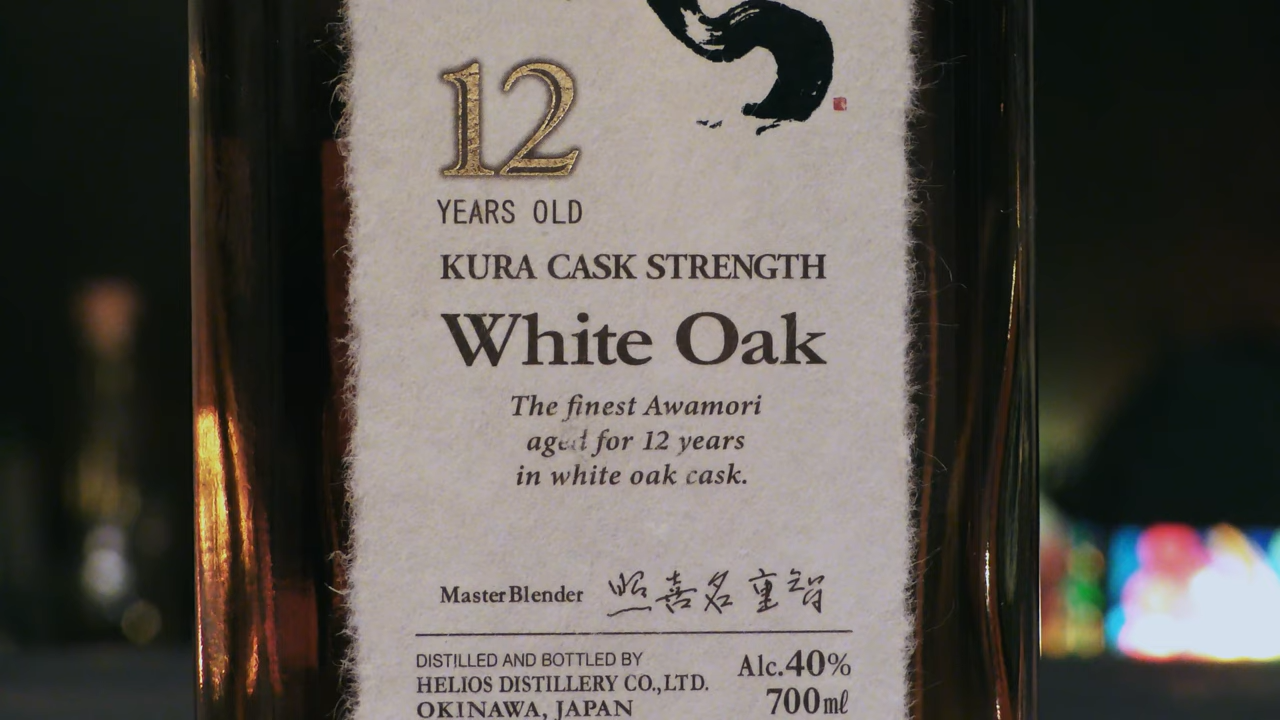 12
YEARS OLD
KURA CASK STRENGTH
White Oak
The finest Awamori
aged for 12 years
in white oak cask.
Master Blender 照喜名重智
DISTILLED AND BOTTLED BY
HELIOS DISTILLERY CO.,LTD.
OKINAWA, JAPAN
Alc.40%
700ml